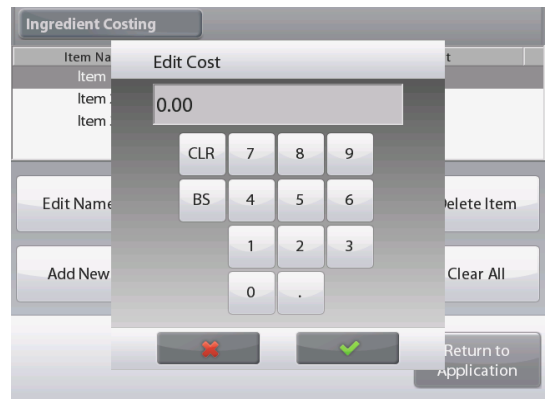 Ingredient Costing
Item Na
t
Item
Item
Item
Edit Cost
0.00
CLR 7 8 9
BS 4 5 6
1 2 3
0 .
Edit Name
elete Item
Add New
Clear All
Return to
Application